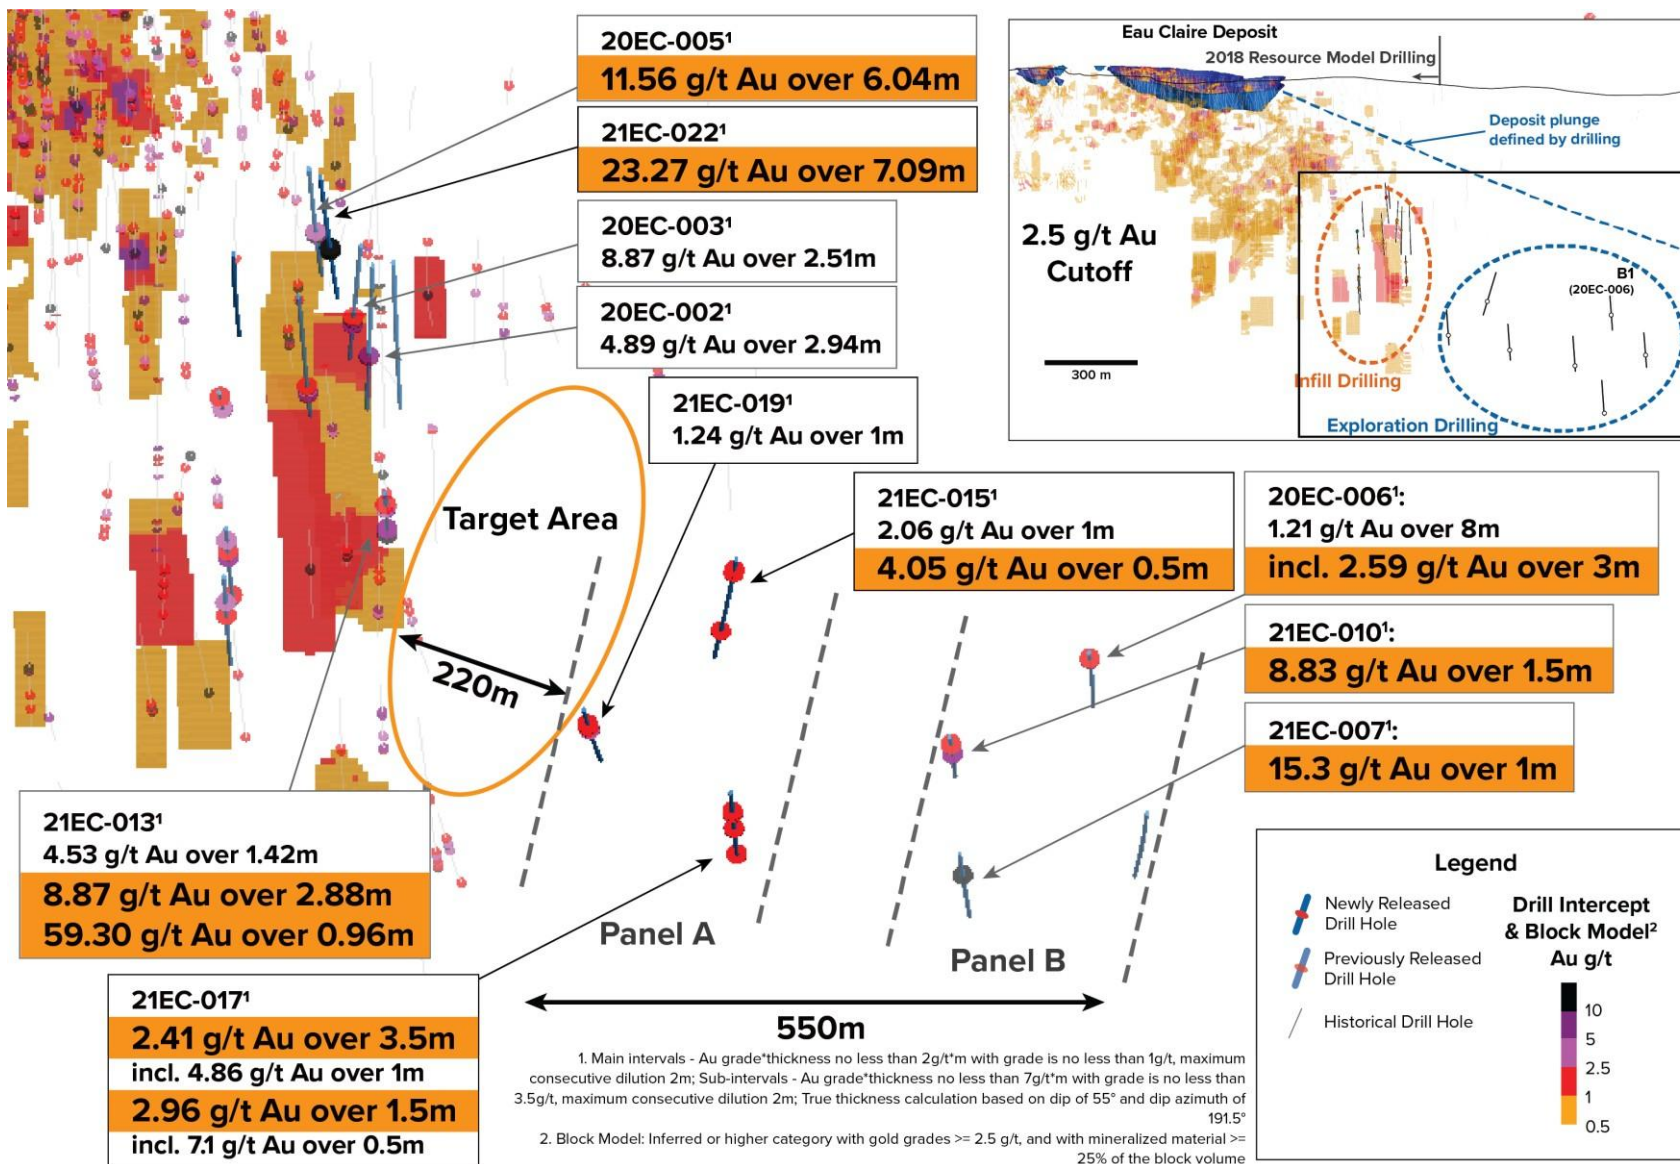 20EC-005¹
11.56 g/t Au over 6.04m
21EC-022¹
23.27 g/t Au over 7.09m
20EC-003¹
8.87 g/t Au over 2.51m
20EC-002¹
4.89 g/t Au over 2.94m
21EC-019¹
1.24 g/t Au over 1m
Eau Claire Deposit
2018 Resource Model Drilling
Deposit plunge
defined by drilling
2.5 g/t Au
Cutoff
300 m
B1
(20EC-006)
Infill Drilling
Exploration Drilling
Target Area
220m
21EC-015¹
2.06 g/t Au over 1m
4.05 g/t Au over 0.5m
20EC-006¹:
1.21 g/t Au over 8m
incl. 2.59 g/t Au over 3m
21EC-010¹:
8.83 g/t Au over 1.5m
21EC-007¹:
15.3 g/t Au over 1m
21EC-013¹
4.53 g/t Au over 1.42m
8.87 g/t Au over 2.88m
59.30 g/t Au over 0.96m
21EC-017¹
2.41 g/t Au over 3.5m
incl. 4.86 g/t Au over 1m
2.96 g/t Au over 1.5m
incl. 7.1 g/t Au over 0.5m
Panel A
Panel B
550m
1. Main intervals - Au grade*thickness no less than 2g/t*m with grade is no less than 1g/t, maximum
consecutive dilution 2m; Sub-intervals - Au grade*thickness no less than 7g/t*m with grade is no less than
3.5g/t, maximum consecutive dilution 2m; True thickness calculation based on dip of 55° and dip azimuth of
191.5°
2. Block Model: Inferred or higher category with gold grades >= 2.5 g/t, and with mineralized material >=
25% of the block volume
Legend
Newly Released
Drill Hole
Previously Released
Drill Hole
Historical Drill Hole
Drill Intercept
& Block Model²
Au g/t
10
5
2.5
1
0.5